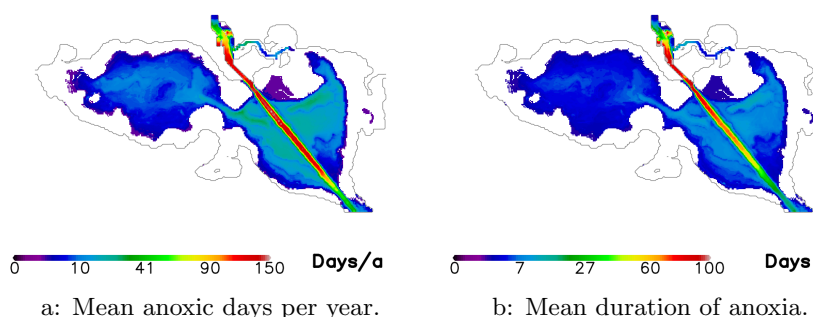 0 10 41 90 150 Days/a
0 7 27 60 100 Days
a: Mean anoxic days per year.
b: Mean duration of anoxia.